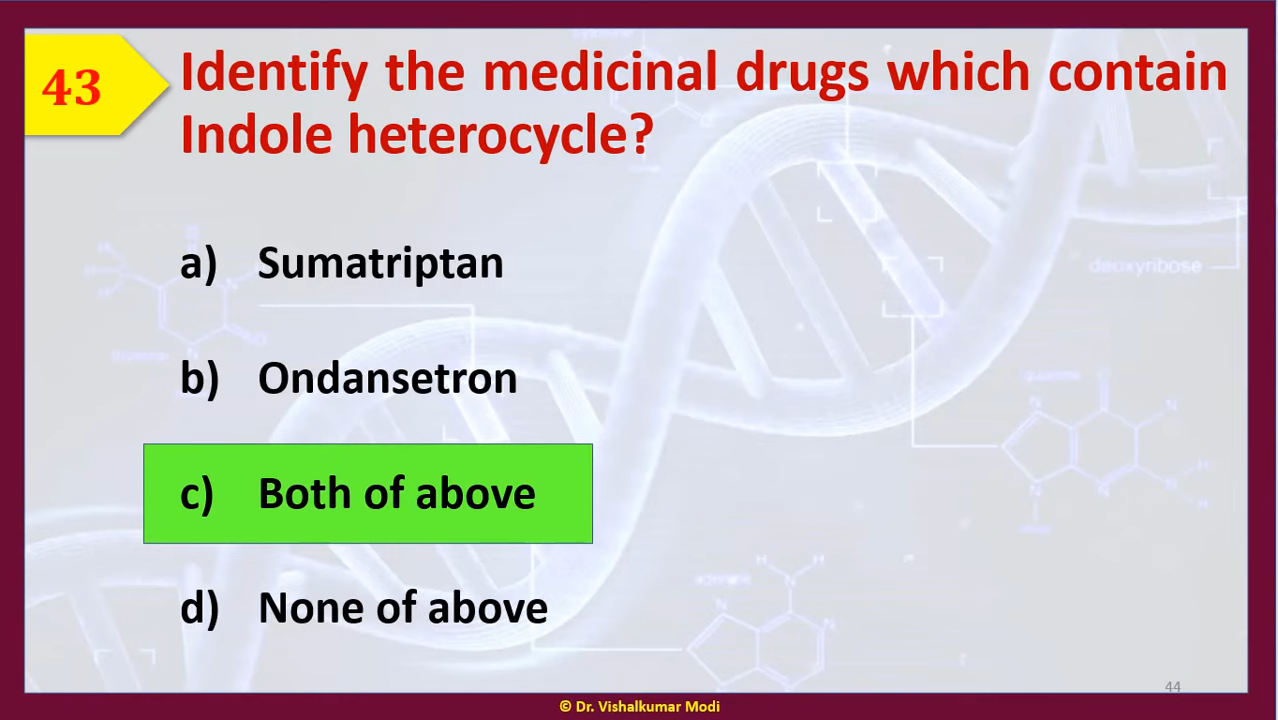 43
Identify the medicinal drugs which contain
Indole heterocycle?
a) Sumatriptan
b) Ondansetron
deoxyribose
c) Both of above
d) None of above
44
© Dr. Vishalkumar Modi